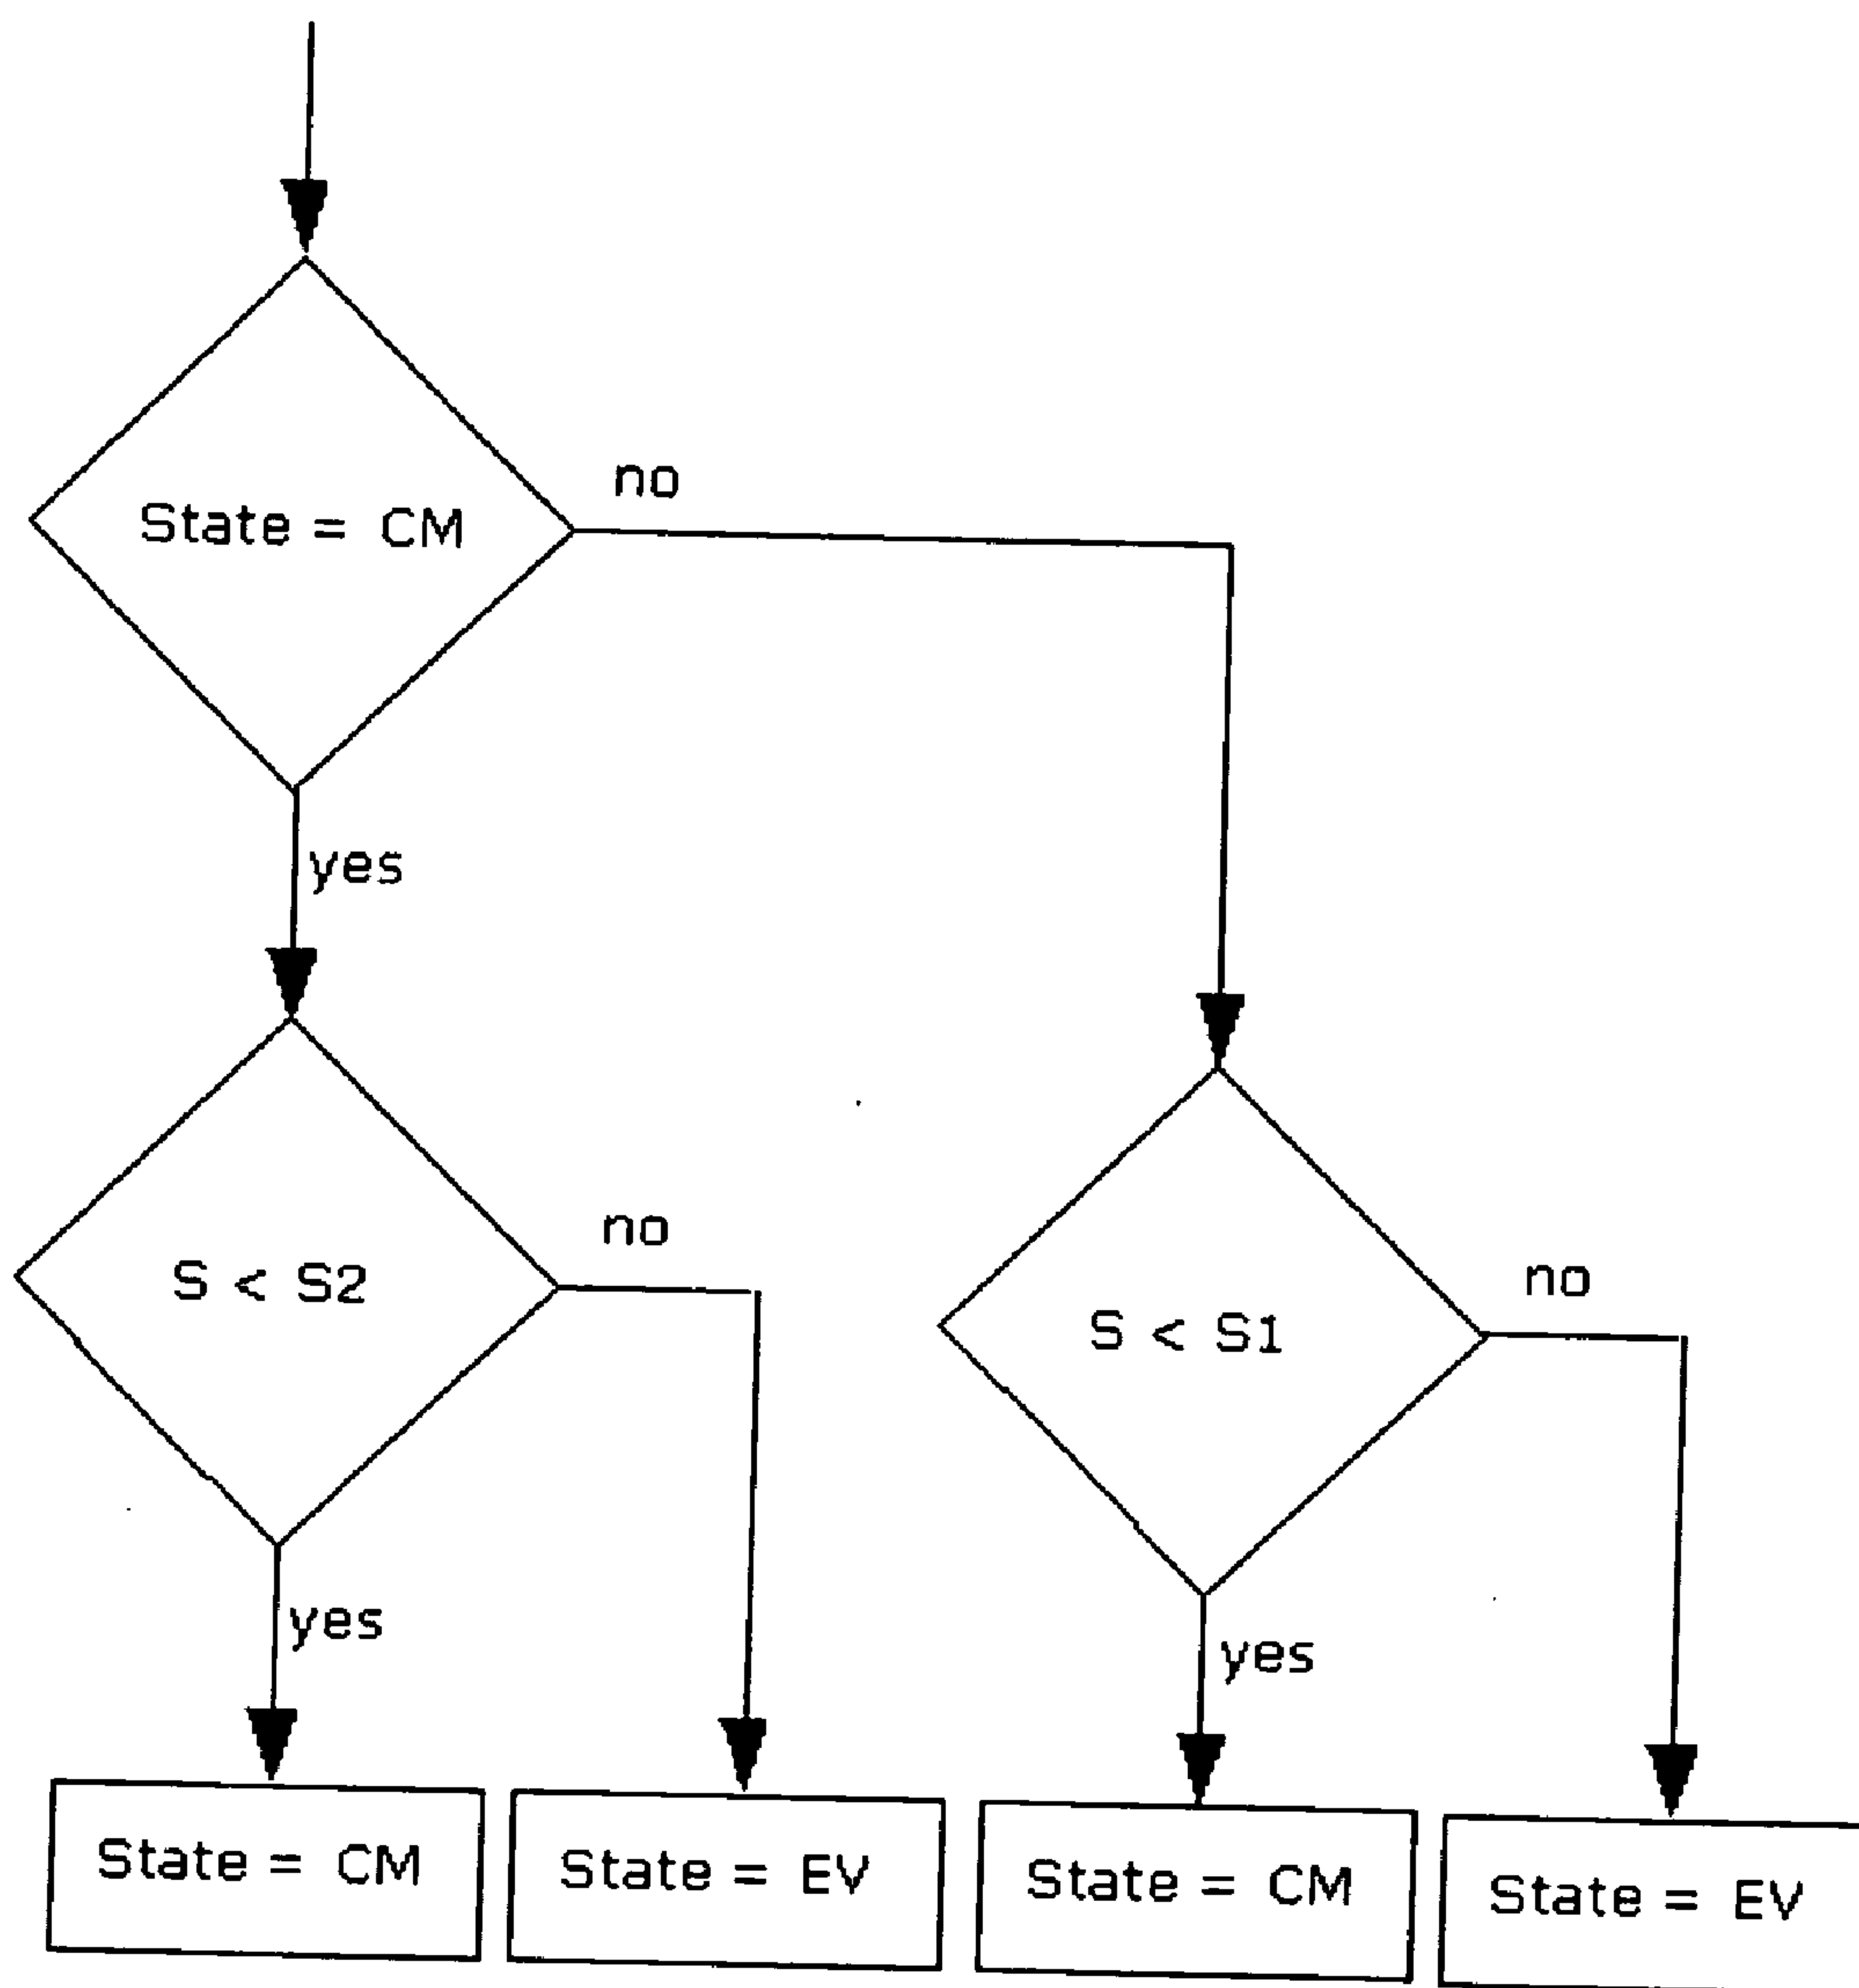 no
State = CM
yes
no
S < S2
no
S < S1
yes
yes
State = CM
State = EV
State = CM
State = EV